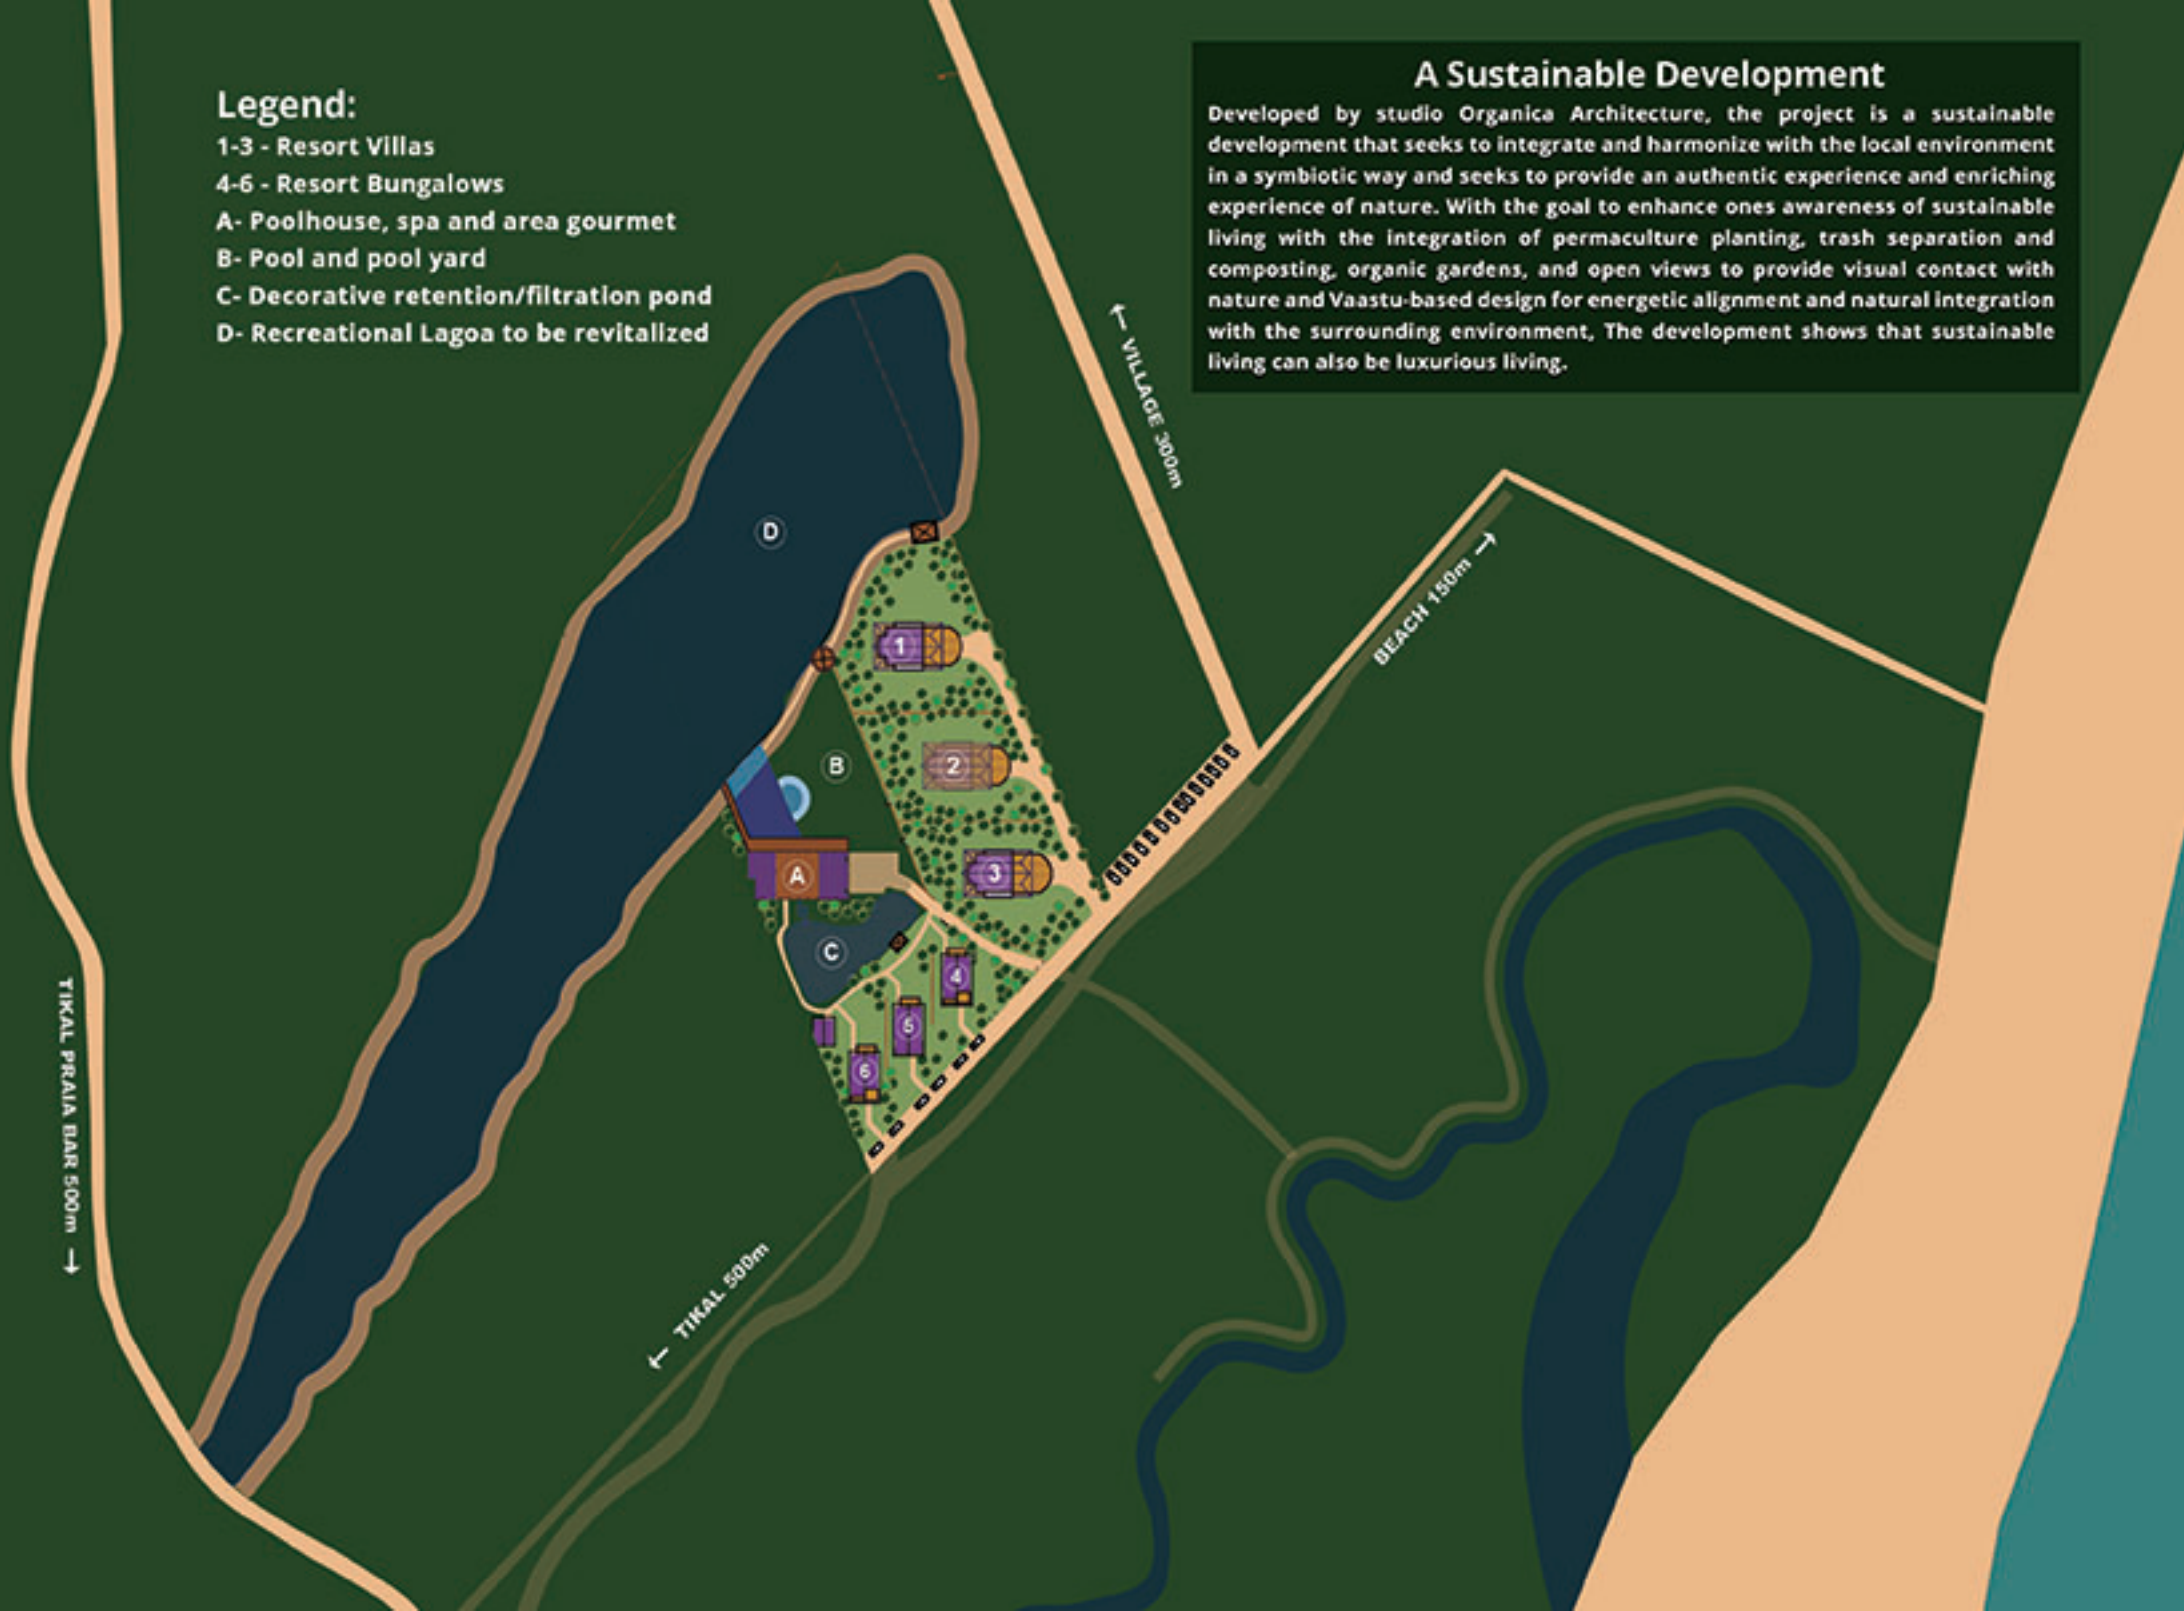 Legend:
1-3 - Resort Villas
4-6 - Resort Bungalows
A- Poolhouse, spa and area gourmet
B- Pool and pool yard
C- Decorative retention/filtration pond
D- Recreational Lagoa to be revitalized
A Sustainable Development
Developed by studio Organica Architecture, the project is a sustainable
development that seeks to integrate and harmonize with the local environment
in a symbiotic way and seeks to provide an authentic experience and enriching
experience of nature. With the goal to enhance ones awareness of sustainable
living with the integration of permaculture planting, trash separation and
composting, organic gardens, and open views to provide visual contact with
nature and Vaastu-based design for energetic alignment and natural integration
with the surrounding environment, The development shows that sustainable
living can also be luxurious living.
← VILLAGE 300m
BEACH 150m →
D
1
B
2
A
3
C
4
5
6
TIKAL PRAIA BAR 500m →
← TIKAL 500m